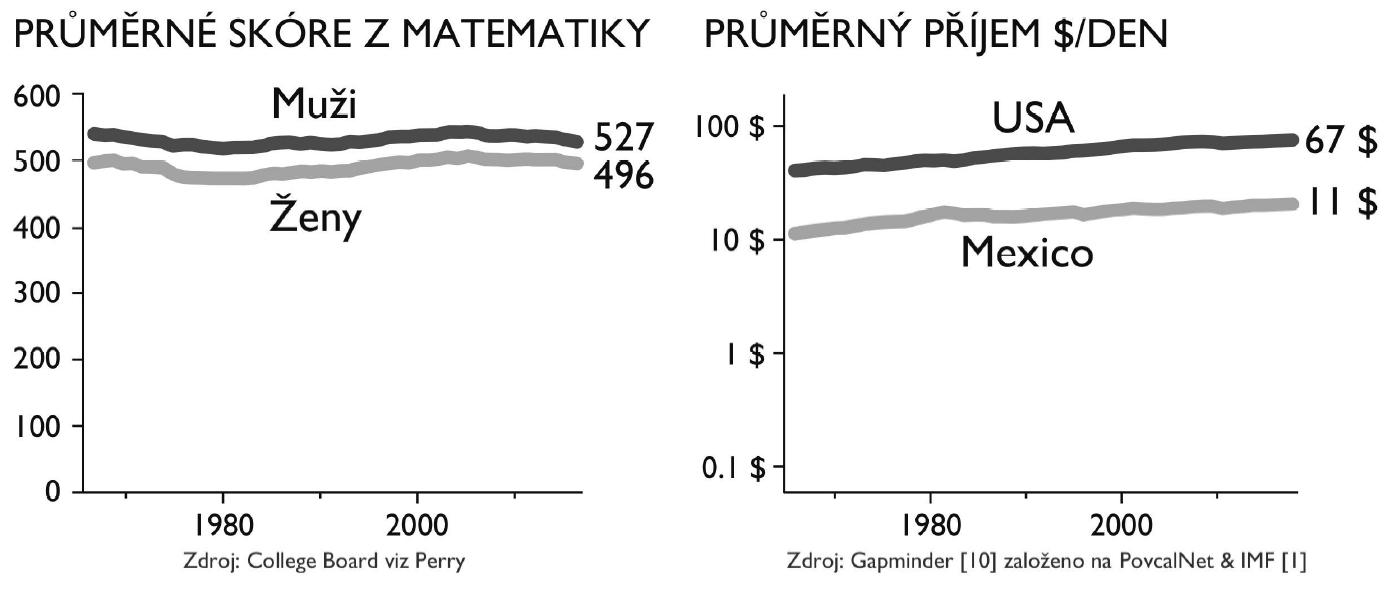 PRŮMĚRNÉ SKÓRE Z MATEMATIKY
600
500
400
300
200
100
0
Muži
527
496
Ženy
1980
2000
Zdroj: College Board viz Perry
PRŮMĚRNÝ PŘÍJEM $/DEN
100 $
10 $
1 $
0.1 $
USA
67 $
11 $
Mexico
1980
2000
Zdroj: Gapminder [10] založeno na PovcalNet & IMF [1]